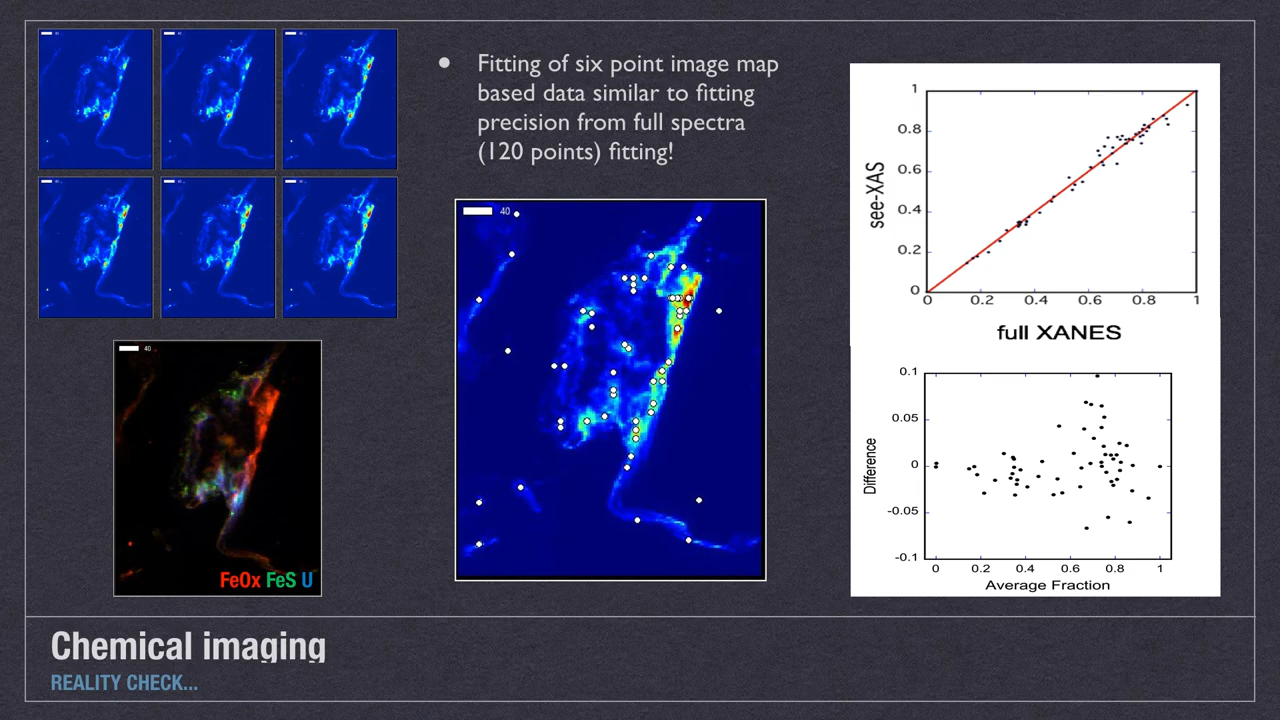 • Fitting of six point image map
based data similar to fitting
precision from full spectra
(120 points) fitting!
40
40
FeOx FeS U
1
0.8
0.6
0.4
0.2
0
see-XAS
0 0.2 0.4 0.6 0.8 1
full XANES
0.1
0.05
0
-0.05
-0.1
Difference
0 0.2 0.4 0.6 0.8 1
Average Fraction
Chemical imaging
REALITY CHECK...